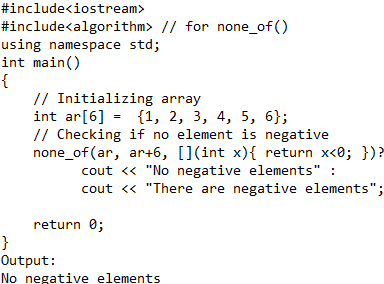 #include<iostream>
#include<algorithm> // for none_of()
using namespace std;
int main()
{
    // Initializing array
    int ar[6] =  {1, 2, 3, 4, 5, 6};
    // Checking if no element is negative
    none_of(ar, ar+6, [](int x){ return x<0; })?
          cout << "No negative elements" :
          cout << "There are negative elements";
    return 0;
}
Output:
No negative elements